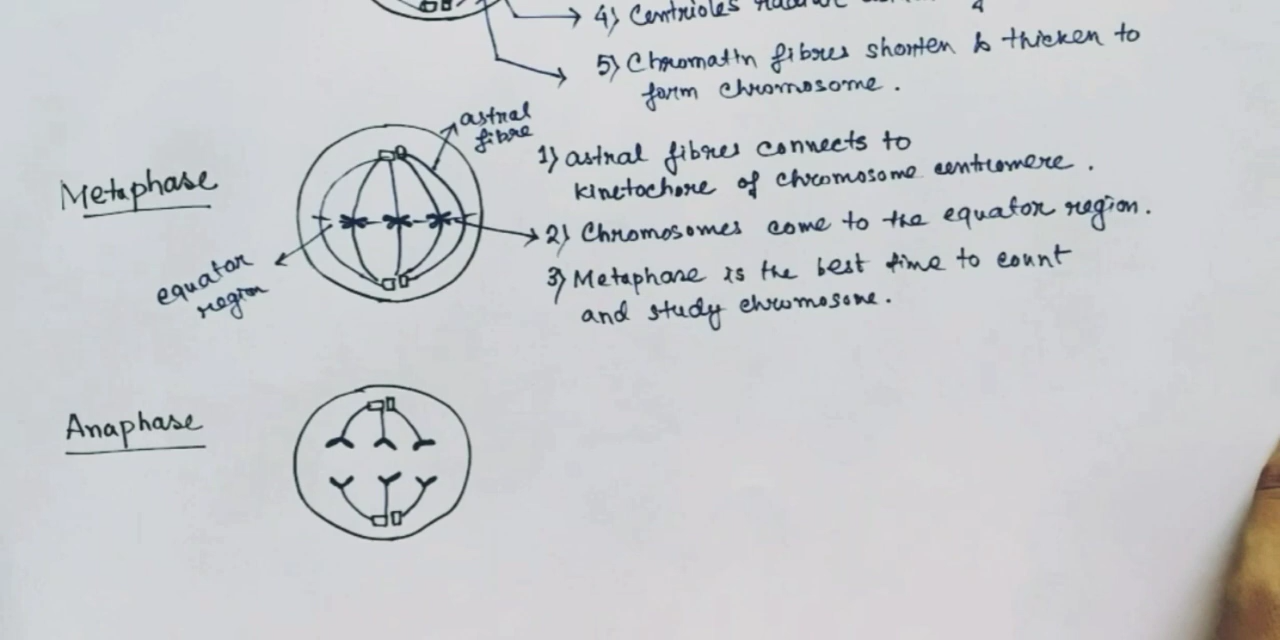 4) Centrioles
5) Chromatin fibres shorten & thicken to
form chromosome.
astral
fibre
Metaphase
1) astral fibres connects to
kinetochore of chromosome centromere.
2) Chromosomes come to the equator region.
equator
region
3) Metaphase is the best time to count
and study chromosome.
Anaphase